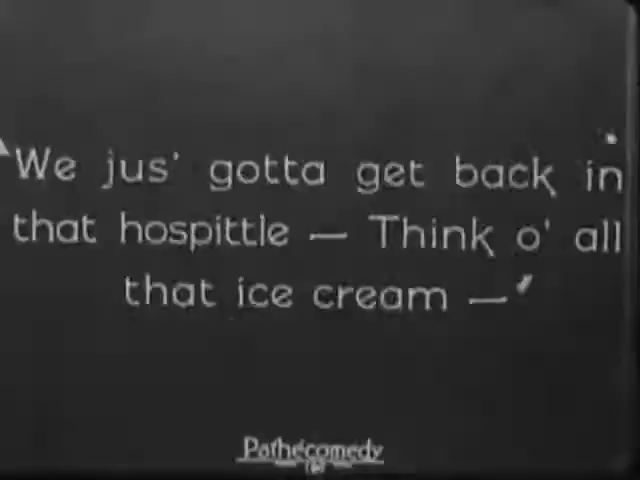 "We jus' gotta get back in
that hospittle — Think o' all
that ice cream —"
Pathécomedy